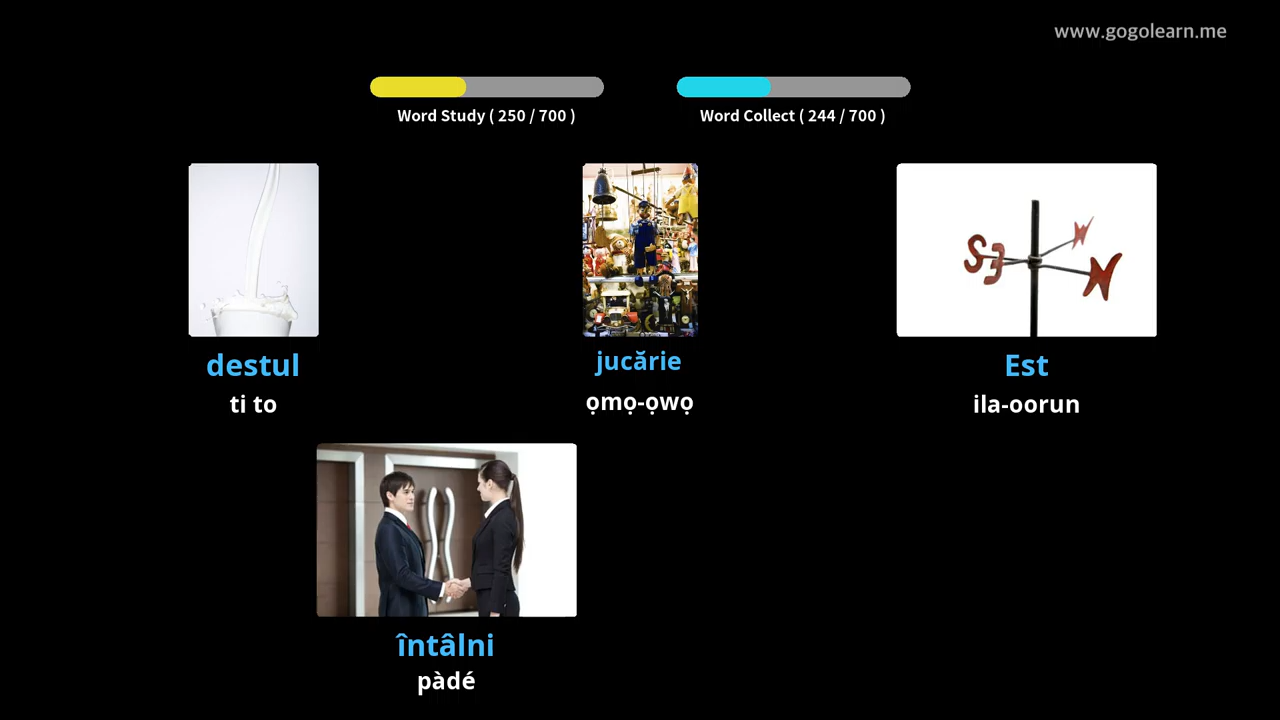 www.gogolearn.me
Word Study ( 250 / 700 )
Word Collect ( 244 / 700 )
S
E
N
W
destul
jucărie
Est
ti to
ọmọ-ọwọ
ila-oorun
întâlni
pàdé